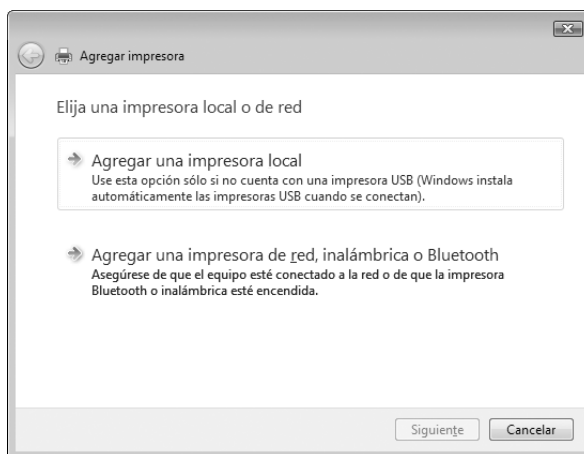 Agregar impresora
Elija una impresora local o de red
Agregar una impresora local
Use esta opción sólo si no cuenta con una impresora USB (Windows instala
automáticamente las impresoras USB cuando se conectan).
Agregar una impresora de red, inalámbrica o Bluetooth
Asegúrese de que el equipo esté conectado a la red o de que la impresora
Bluetooth o inalámbrica esté encendida.
Siguiente Cancelar